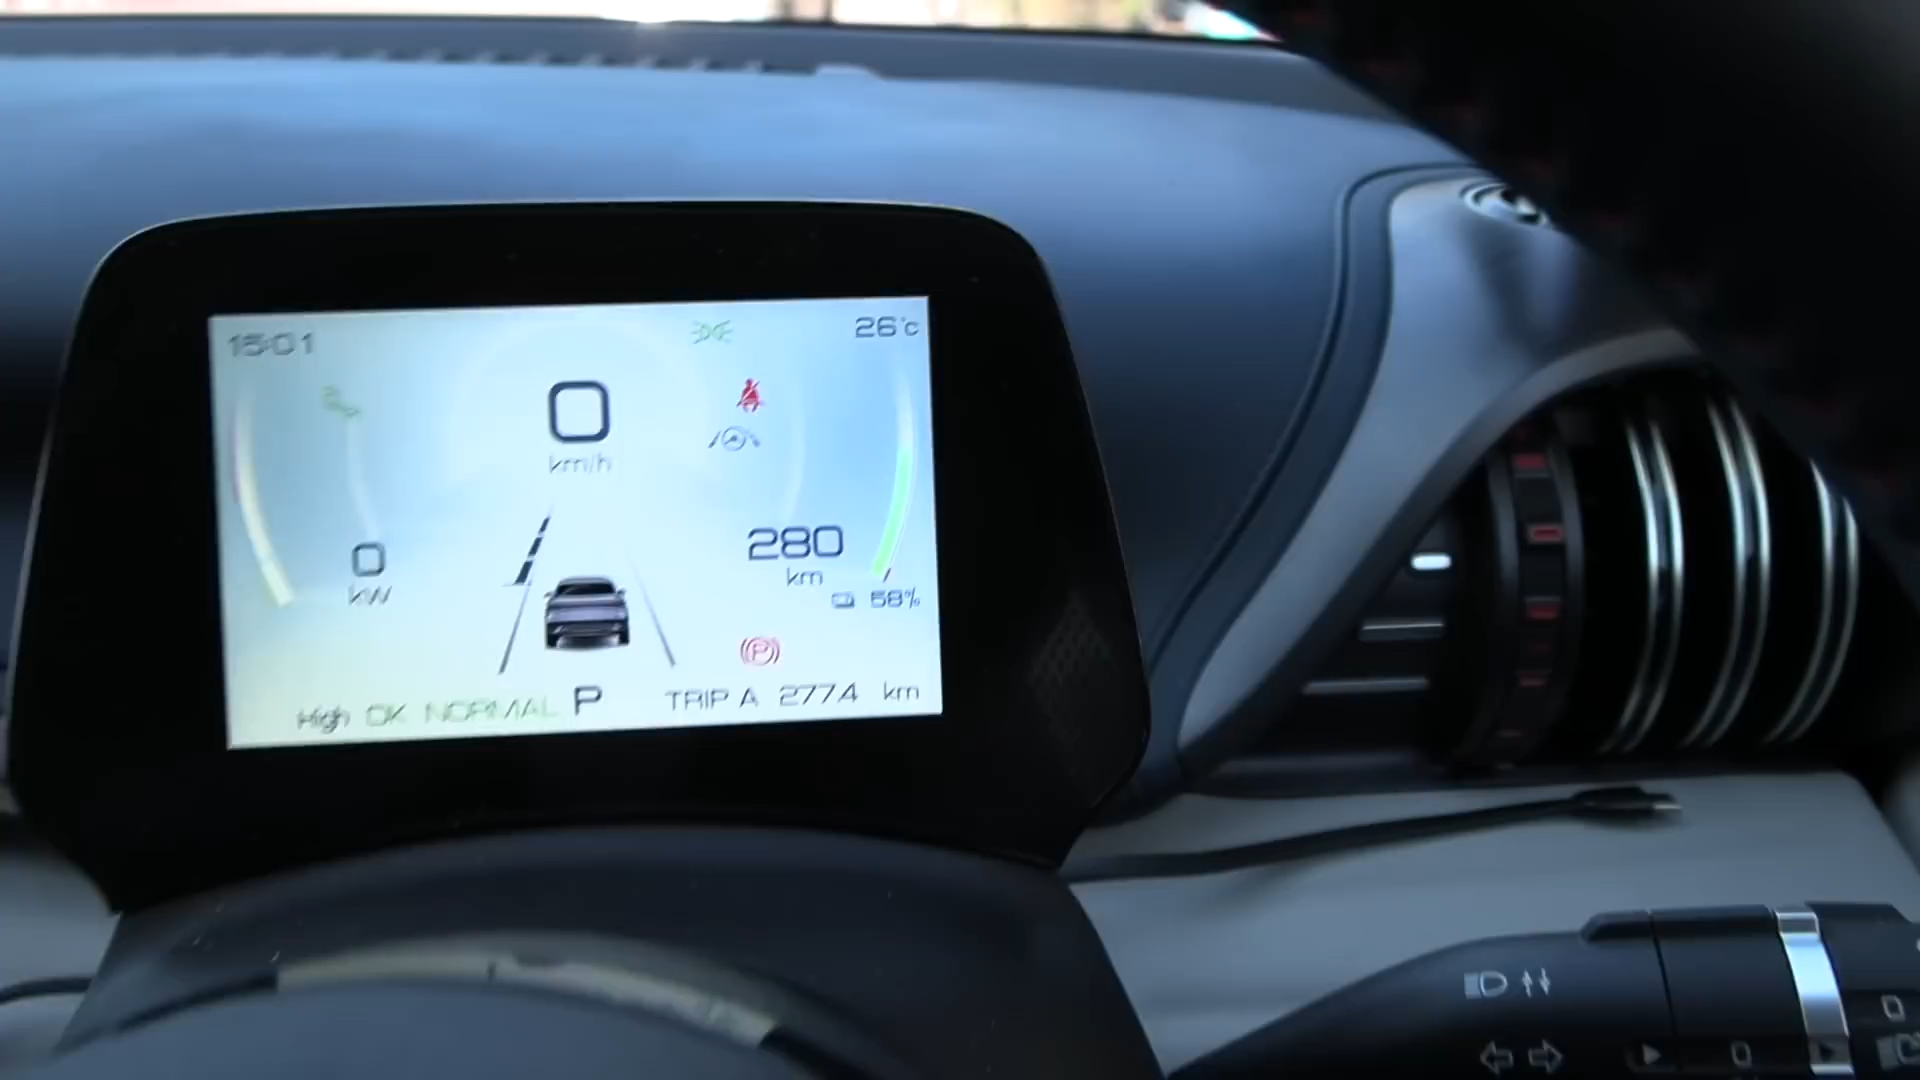 15:01
26°c
0
km/h
280
km
0
kW
58%
P
High OK NORMAL P TRIP A 277.4 km